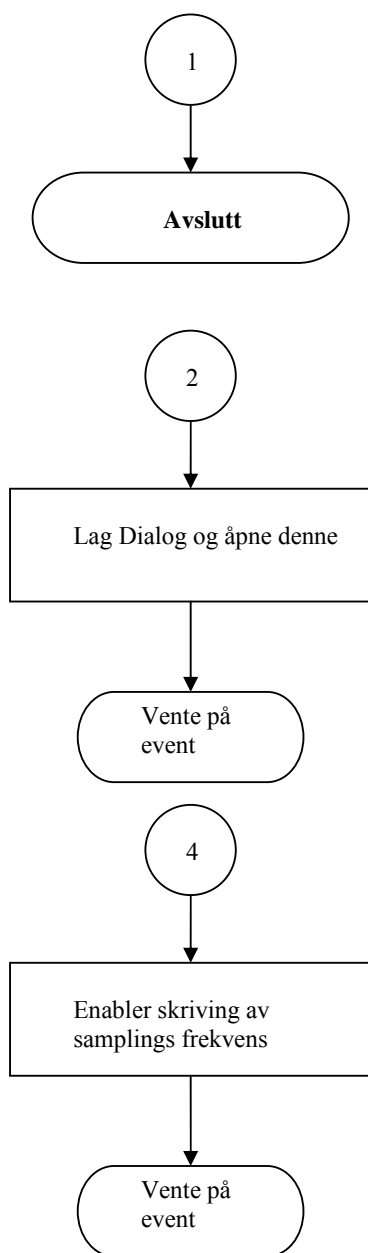 1
Avslutt
2
Lag Dialog og åpne denne
Vente på
event
4
Enabler skriving av
samplings frekvens
Vente på
event